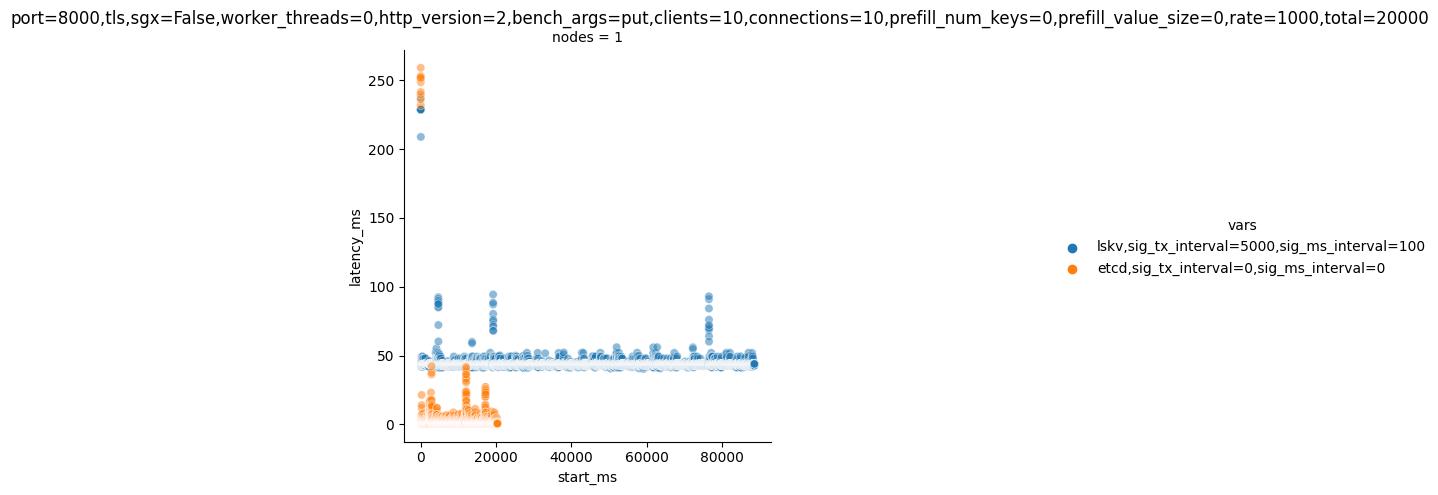 port=8000,tls,sgx=False,worker_threads=0,http_version=2,bench_args=put,clients=10,connections=10,prefill_num_keys=0,prefill_value_size=0,rate=1000,total=20000
nodes = 1
250
200
150
100
50
0
latency_ms
0
20000
40000
60000
80000
start_ms
vars
lskv,sig_tx_interval=5000,sig_ms_interval=100
etcd,sig_tx_interval=0,sig_ms_interval=0